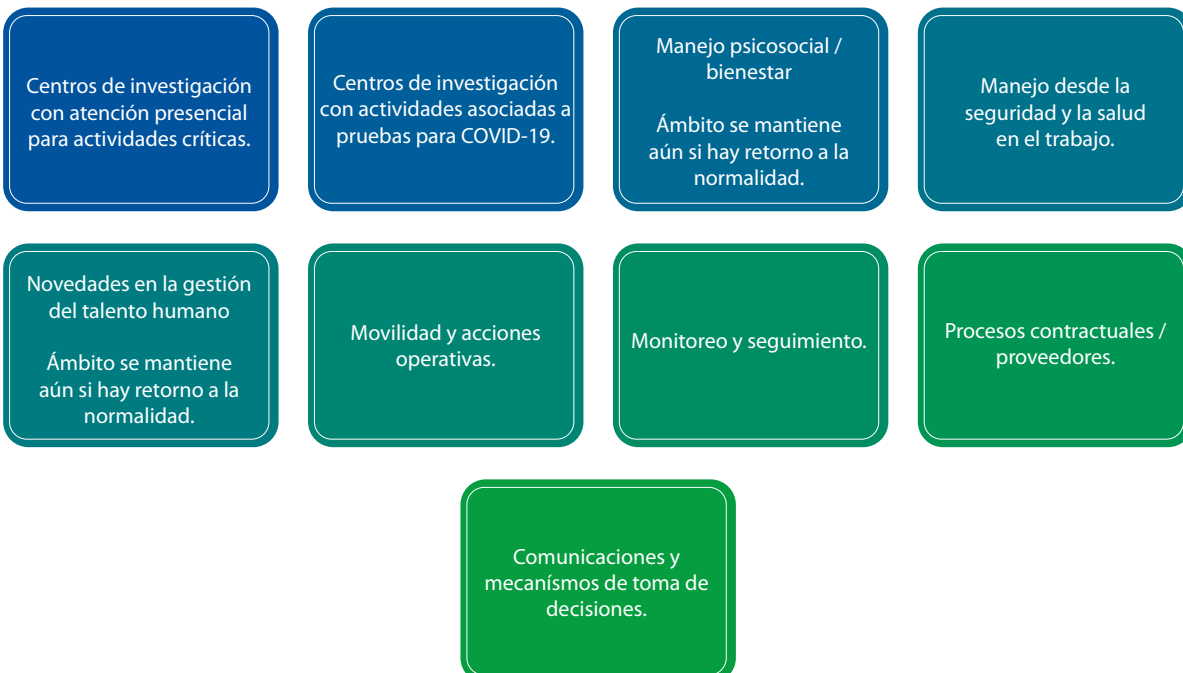 Centros de investigación
con atención presencial
para actividades críticas.
Centros de investigación
con actividades asociadas a
pruebas para COVID-19.
Manejo psicosocial /
bienestar
Ámbito se mantiene
aún si hay retorno a la
normalidad.
Manejo desde la
seguridad y la salud
en el trabajo.
Novedades en la gestión
del talento humano
Ámbito se mantiene
aún si hay retorno a la
normalidad.
Movilidad y acciones
operativas.
Monitoreo y seguimiento.
Procesos contractuales /
proveedores.
Comunicaciones y
mecanísmos de toma de
decisiones.